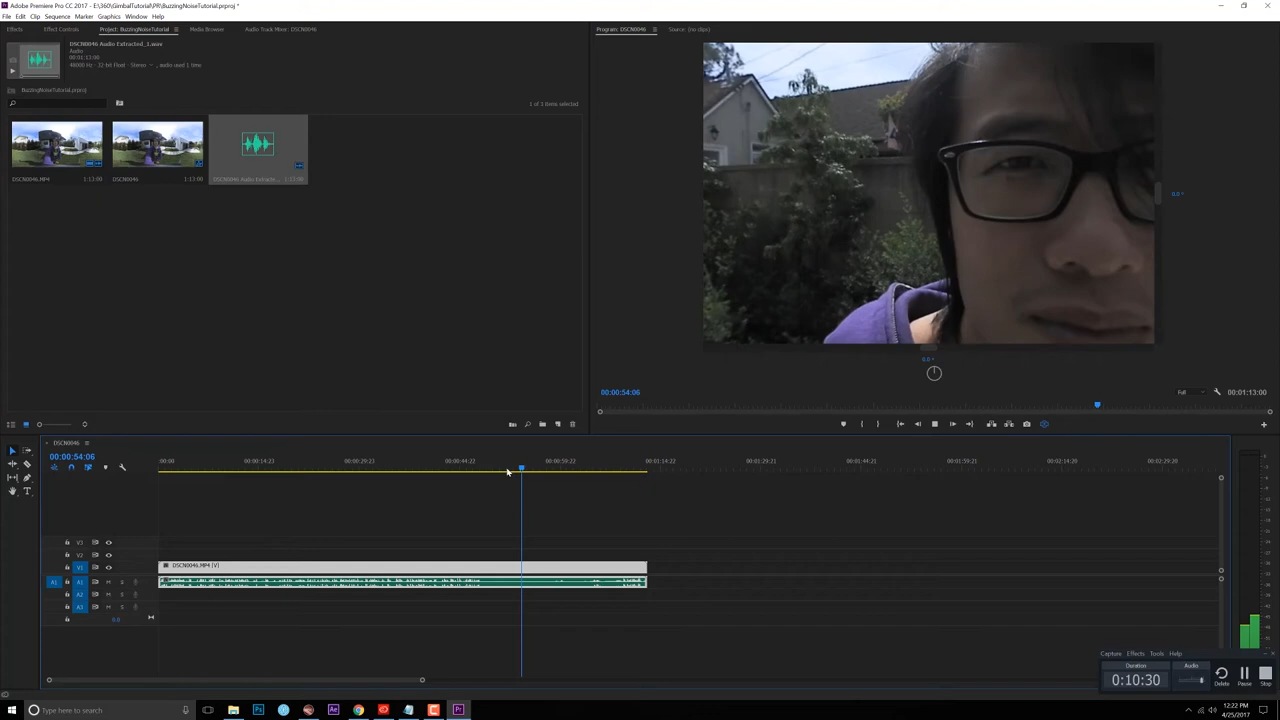 Adobe Premiere Pro CC 2017 - E:\360\GimbalTutorial\PR\BuzzingNoiseTutorial.prproj *
File Edit Clip Sequence Marker Graphics Window Help
Effects Effect Controls Project: BuzzingNoiseTutorial Media Browser Audio Track Mixer: DSCN0046 Program: DSCN0046 Source: (no clips)
DSCN0046 Audio Extracted_1.wav
Audio
00:01:13:00
48000 Hz - 32-bit Float - Stereo , audio used 1 time
BuzzingNoiseTutorial.prproj
1 of 3 items selected
DSCN0046.MP4 1:13:00 DSCN0046 1:13:00 DSCN0046 Audio Extracte... 1:13:00
0.0 °
0.0 °
00:00:54:06 Full 00:01:13:00
DSCN0046
00:00:54:06
:00:00 00:00:14:23 00:00:29:23 00:00:44:22 00:00:59:22 00:01:14:22 00:01:29:21 00:01:44:21 00:01:59:21 00:02:14:20 00:02:29:20
V3
V2
V1 DSCN0046.MP4 [V]
A1 A1 M S
A2 M S
A3 M S
0.0
Capture Effects Tools Help
Duration Audio
0:10:30 Delete Pause Stop
Type here to search
12:22 PM
4/25/2017